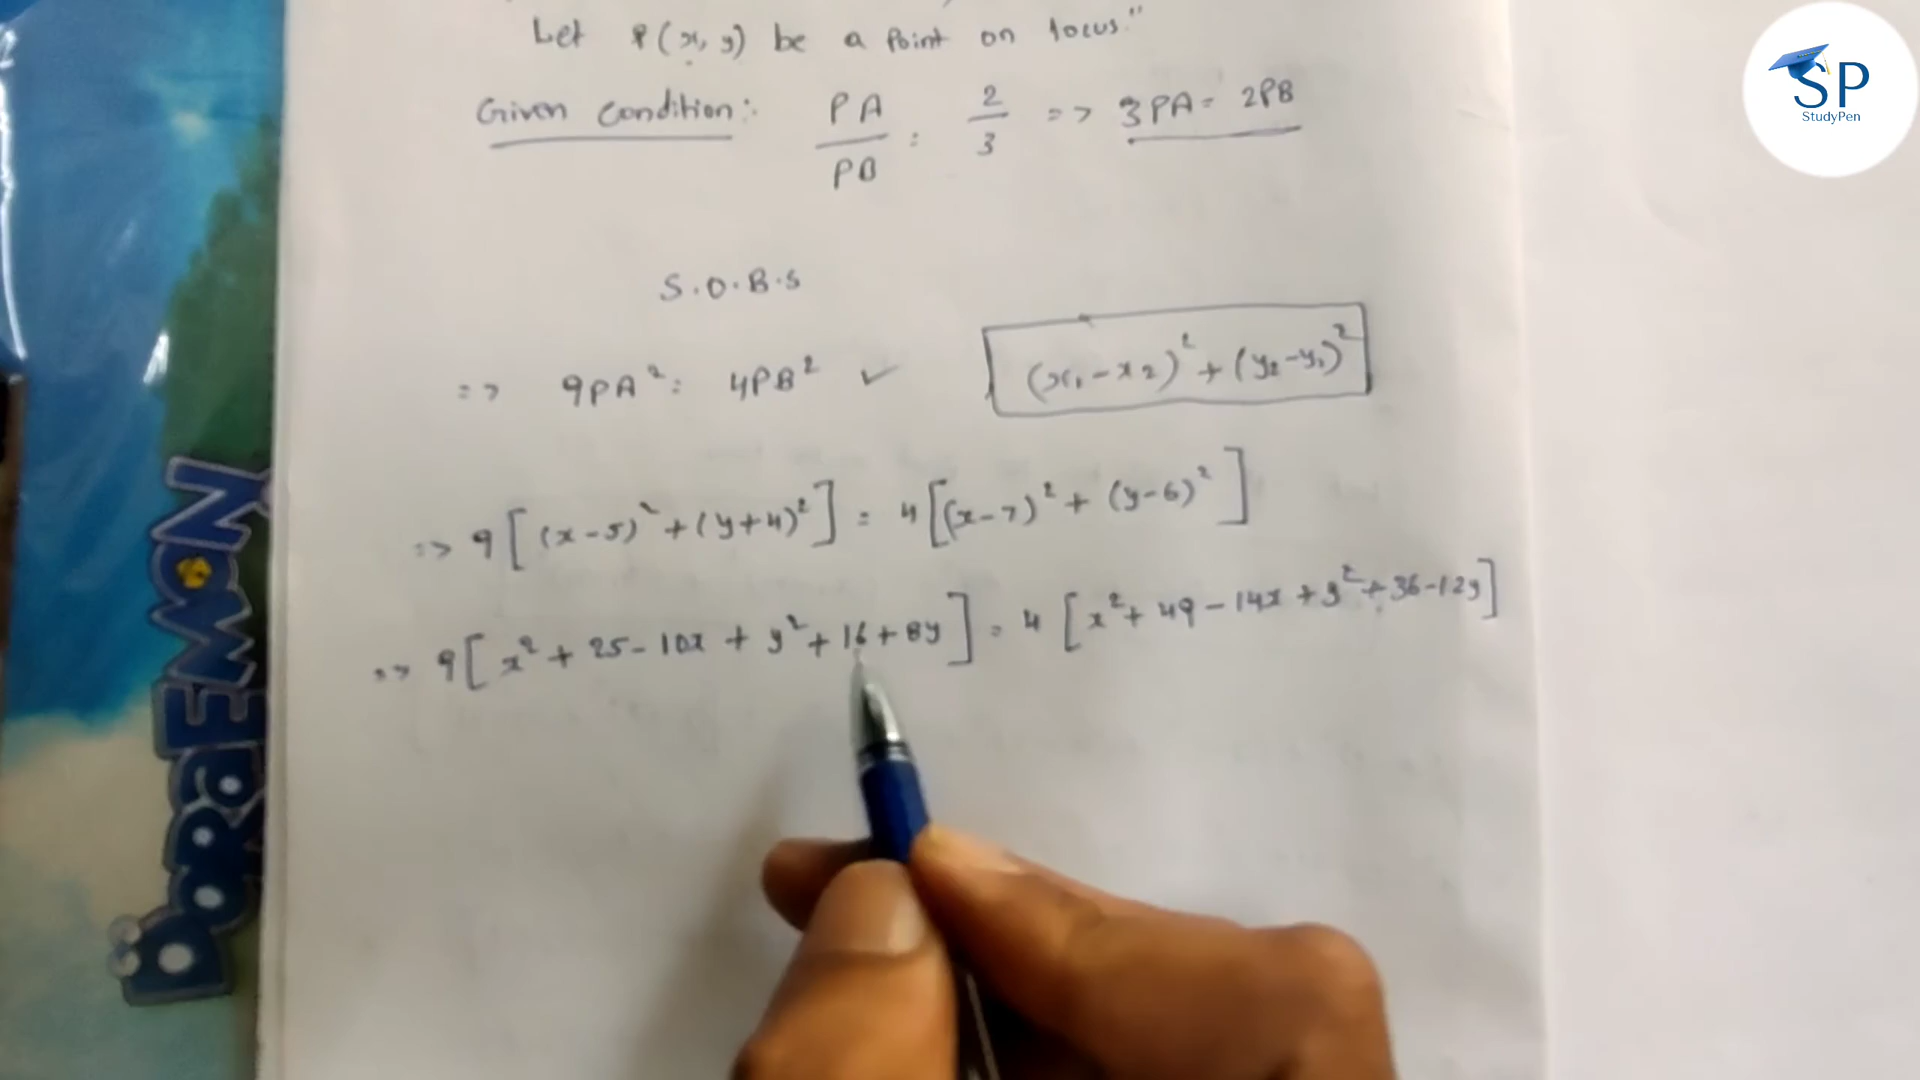 SP
StudyPen
Let P(x, y) be a Point on locus."
Given Condition:  PA/PB = 2/3 => 3PA = 2PB
S.O.B.S
=> 9PA² = 4PB² ✓ (x₁-x₂)² + (y₂-y₁)²
=> 9[(x-5)² + (y+4)²] = 4[(x-7)² + (y-6)²]
=> 9[x² + 25 - 10x + y² + 16 + 8y] = 4[x² + 49 - 14x + y² + 36 - 12y]
DORAEMON